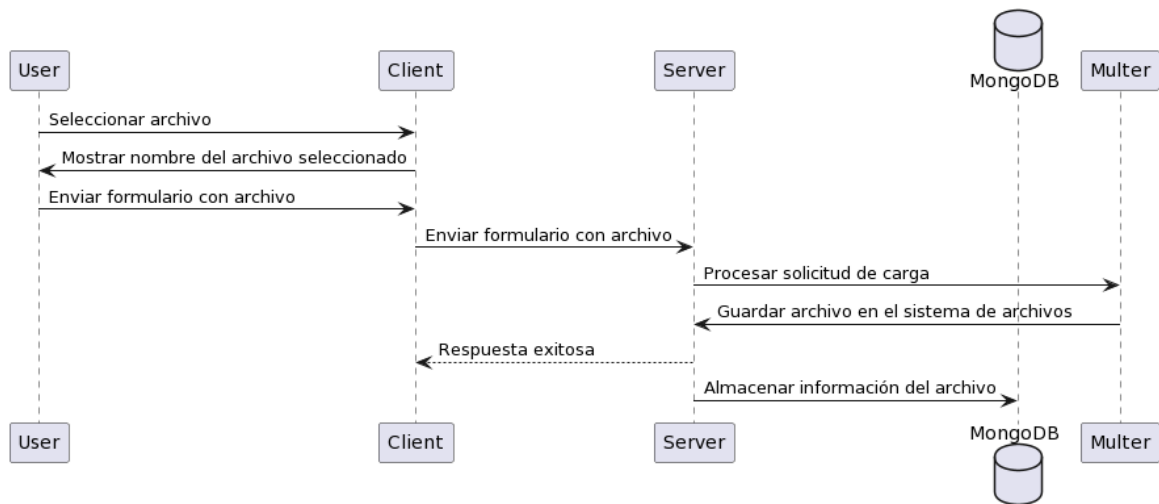 User
Client
Server
MongoDB
Multer
Seleccionar archivo
Mostrar nombre del archivo seleccionado
Enviar formulario con archivo
Enviar formulario con archivo
Procesar solicitud de carga
Guardar archivo en el sistema de archivos
Respuesta exitosa
Almacenar información del archivo
User
Client
Server
MongoDB
Multer